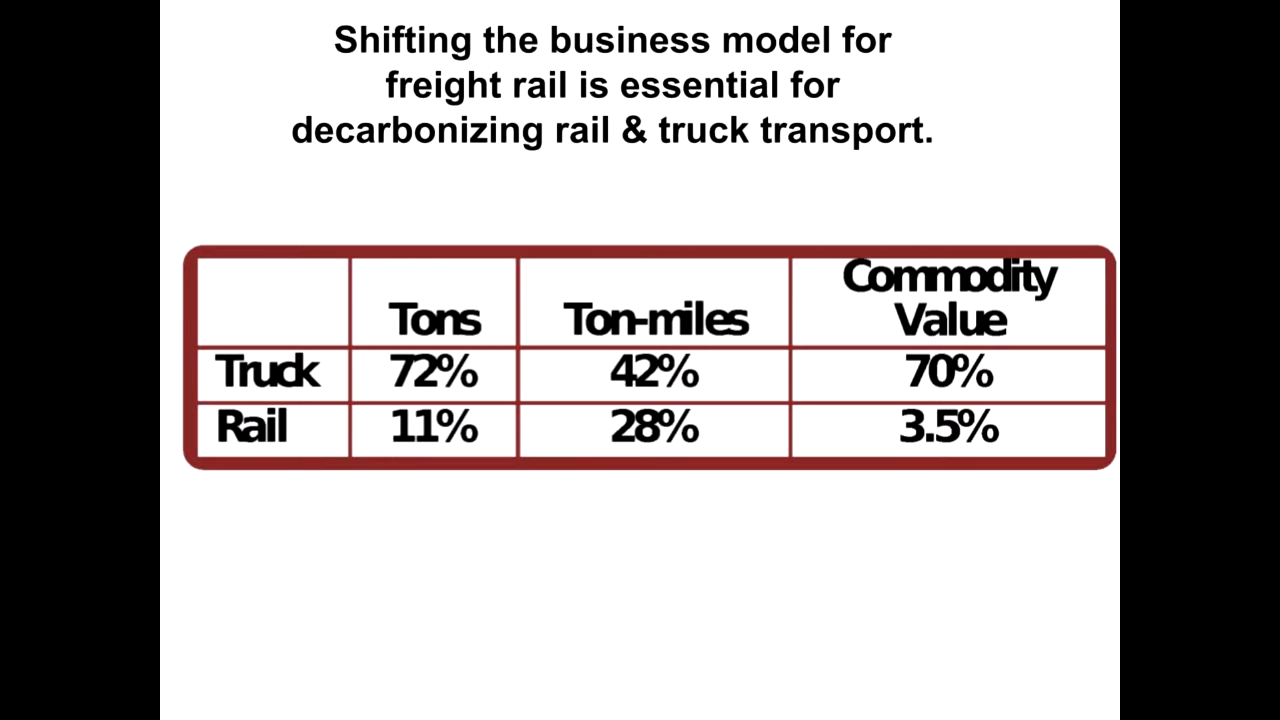 Shifting the business model for
freight rail is essential for
decarbonizing rail & truck transport.
Commodity
Tons Ton-miles Value
Truck 72% 42% 70%
Rail 11% 28% 3.5%